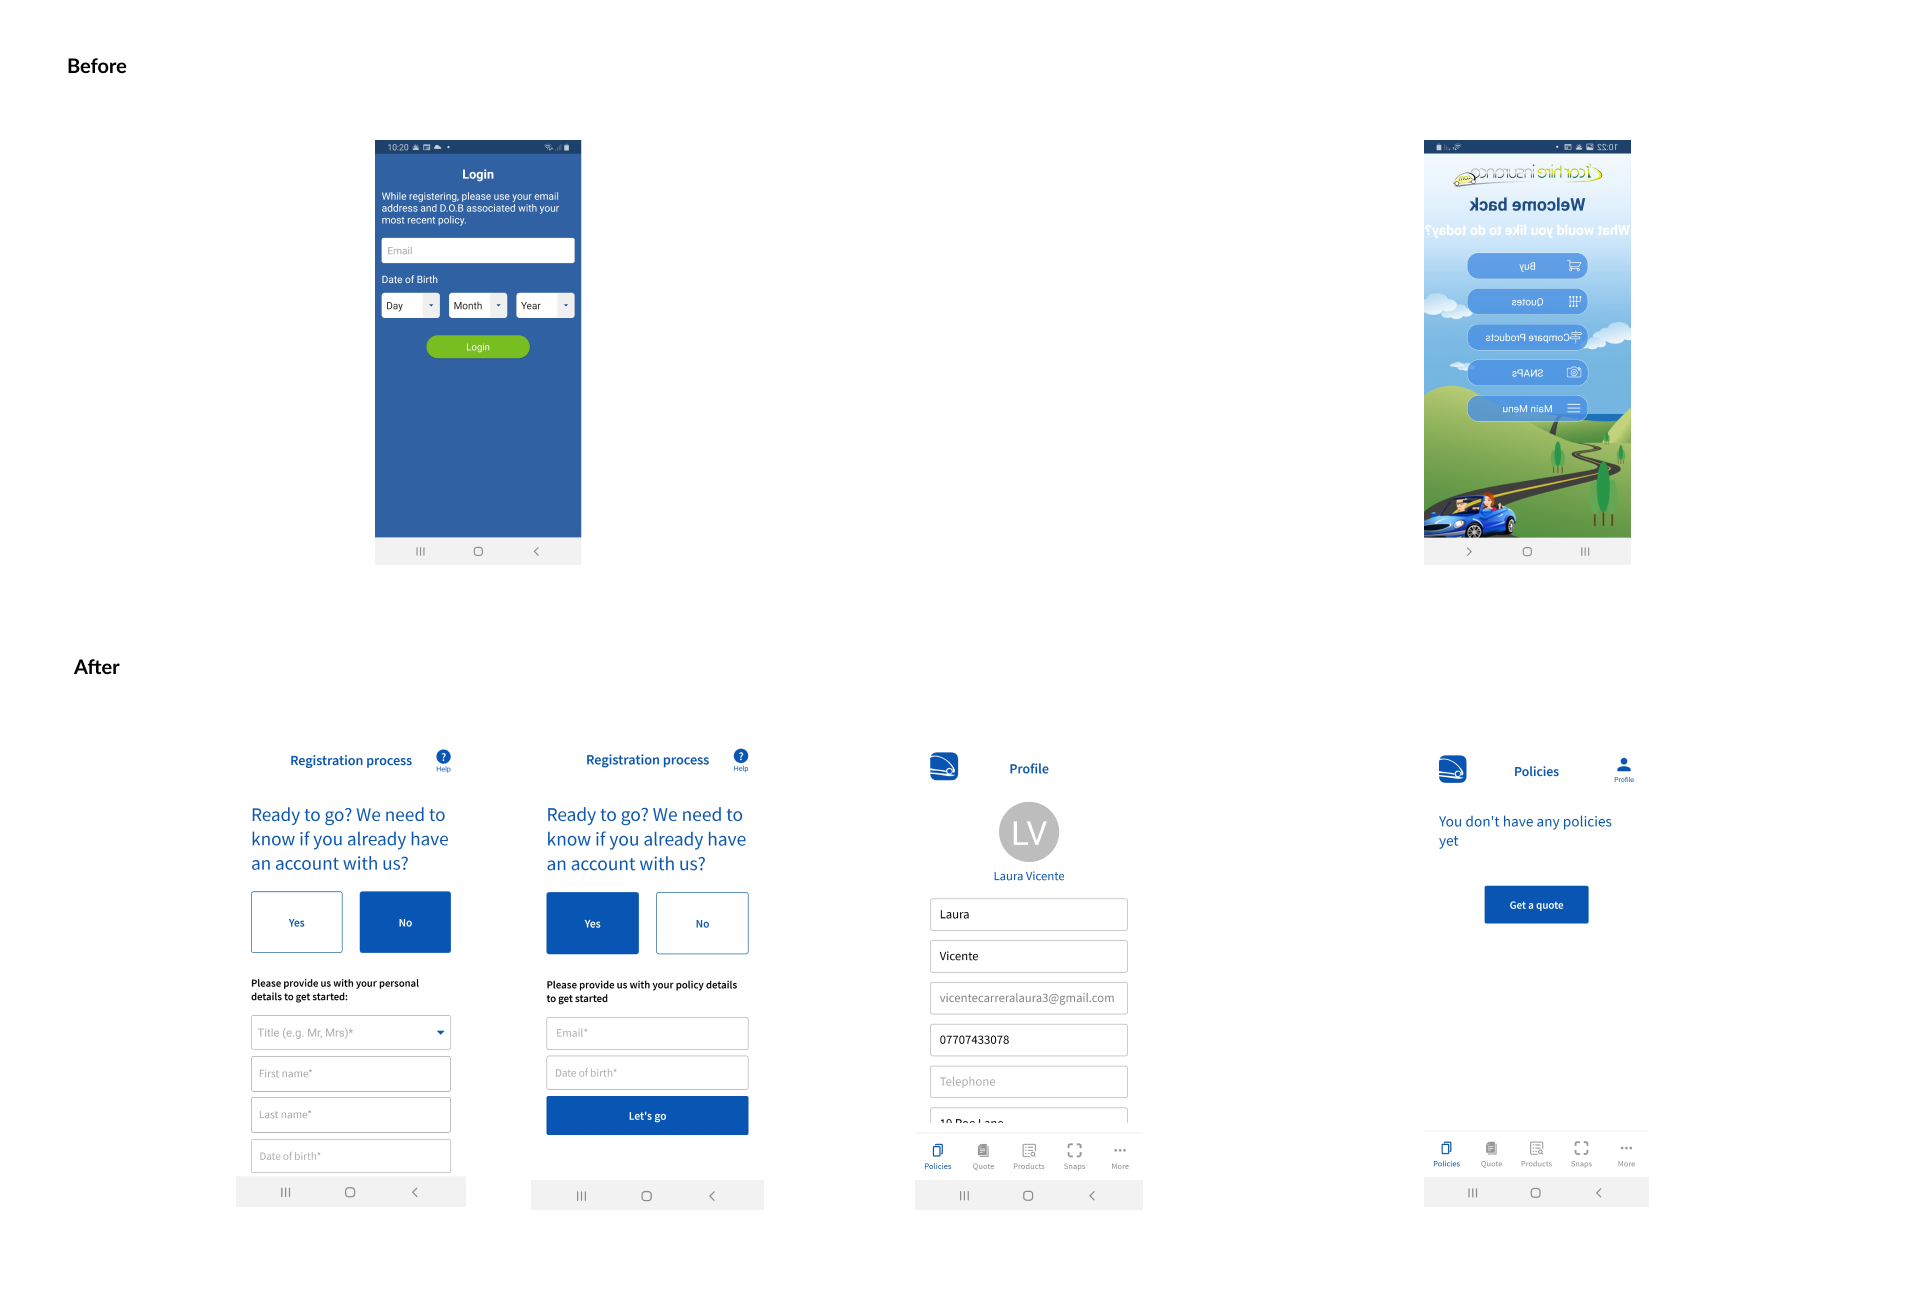 Before
10:20
Login
While registering, please use your email
address and D.O.B associated with your
most recent policy.
Email
Date of Birth
Day Month Year
Login
10:22
icarhireinsurance
.com
Welcome back
What would you like to do today?
Buy
Quotes
Compare Products
SNAPs
Main Menu
After
Registration process
? Help
Ready to go? We need to
know if you already have
an account with us?
Yes No
Please provide us with your personal
details to get started:
Title (e.g. Mr, Mrs)*
First name*
Last name*
Date of birth*
Registration process
? Help
Ready to go? We need to
know if you already have
an account with us?
Yes No
Please provide us with your policy details
to get started
Email*
Date of birth*
Let's go
Profile
LV
Laura Vicente
Laura
Vicente
vicentecarreralaura3@gmail.com
07707433078
Telephone
Policies Quote Products Snaps More
Policies
Profile
You don't have any policies
yet
Get a quote
Policies Quote Products Snaps More